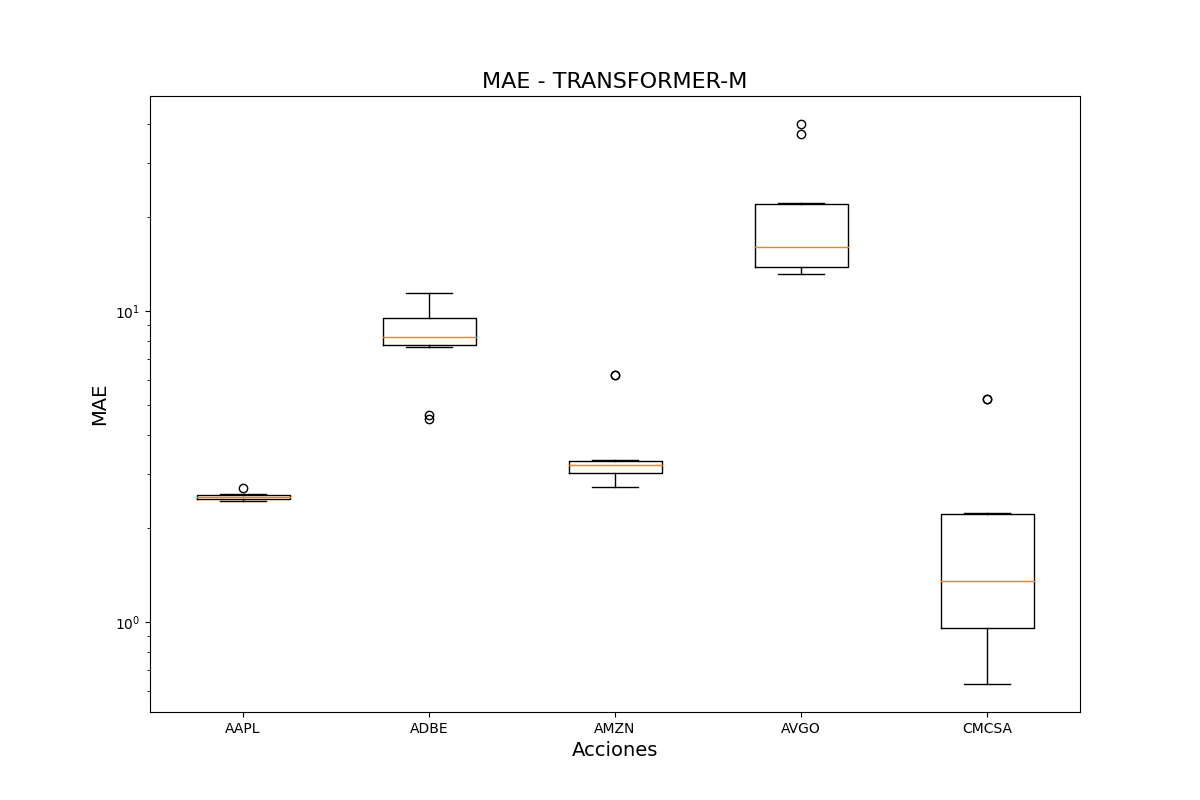 MAE - TRANSFORMER-M
MAE
10¹
10⁰
AAPL
ADBE
AMZN
AVGO
CMCSA
Acciones